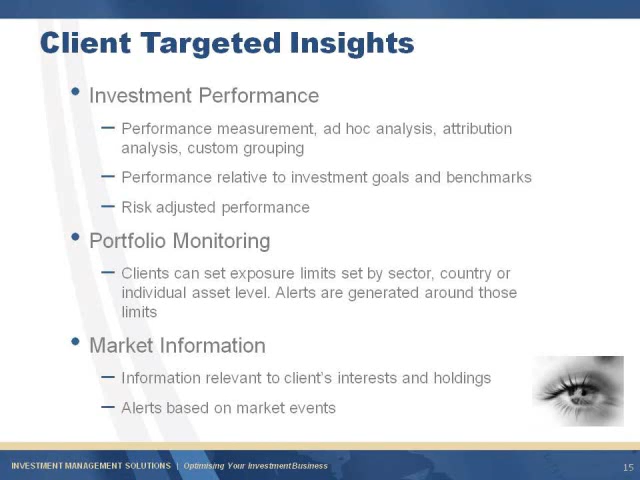 Client Targeted Insights
• Investment Performance
– Performance measurement, ad hoc analysis, attribution
analysis, custom grouping
– Performance relative to investment goals and benchmarks
– Risk adjusted performance
• Portfolio Monitoring
– Clients can set exposure limits set by sector, country or
individual asset level. Alerts are generated around those
limits
• Market Information
– Information relevant to client's interests and holdings
– Alerts based on market events
INVESTMENT MANAGEMENT SOLUTIONS | Optimising Your Investment Business
15